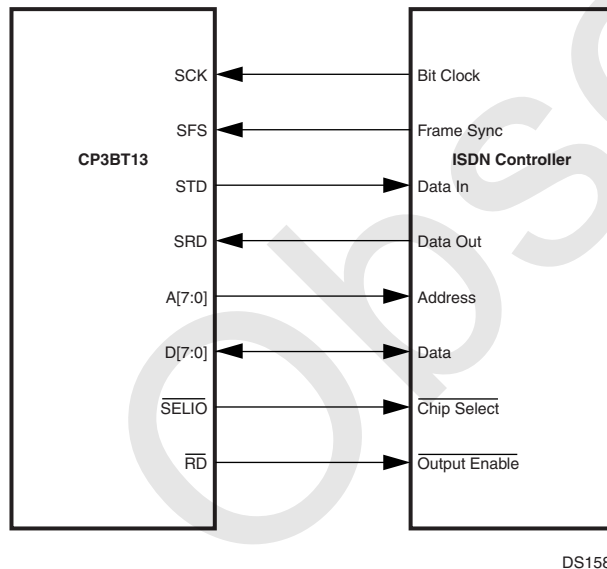 SCK Bit Clock
SFS Frame Sync
CP3BT13 ISDN Controller
STD Data In
SRD Data Out
A[7:0] Address
D[7:0] Data
SELIO Chip Select
RD Output Enable
DS158